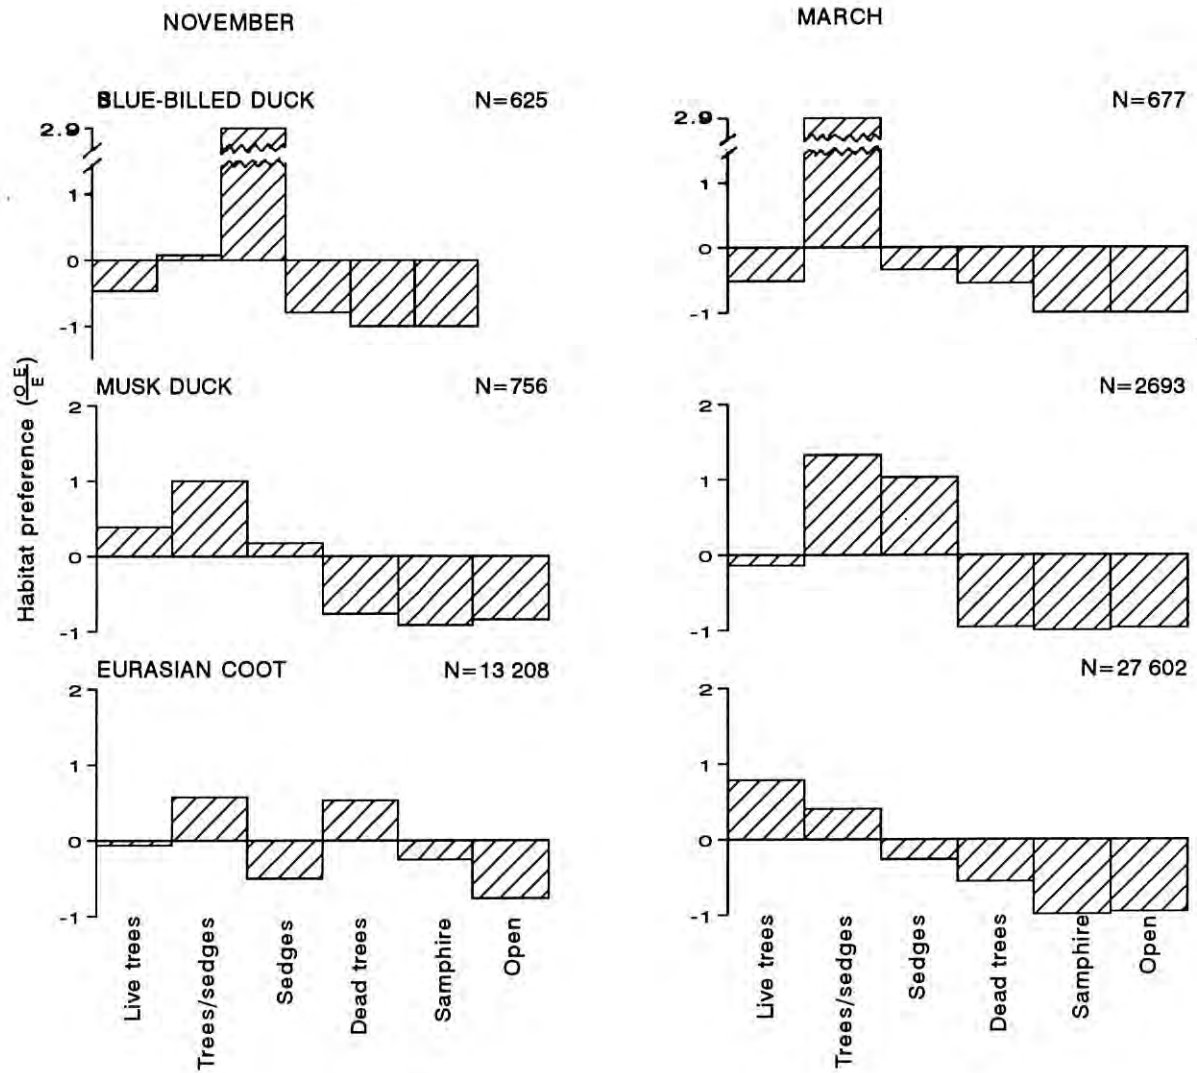 NOVEMBER
MARCH
BLUE-BILLED DUCK N=625
N=677
2.9
1
0
-1
2.9
1
0
-1
Habitat preference (O E / E)
MUSK DUCK N=756
N=2693
2
1
0
-1
2
1
0
-1
EURASIAN COOT N=13 208
N=27 602
2
1
0
-1
2
1
0
-1
Live trees
Trees/sedges
Sedges
Dead trees
Samphire
Open
Live trees
Trees/sedges
Sedges
Dead trees
Samphire
Open